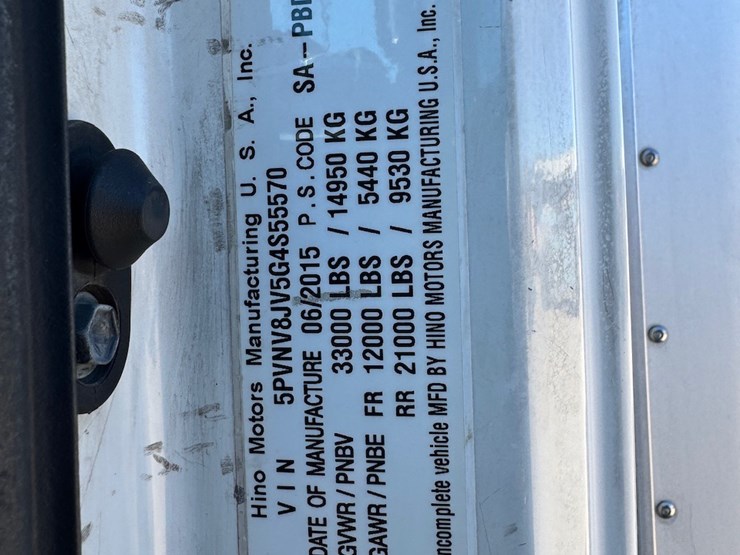 Hino Motors Manufacturing U. S. A., Inc.
VIN 5PVNV8JV5G4S55570
DATE OF MANUFACTURE 06/2015 P.S.CODE SA-PB
GVWR / PNBV 33000 LBS / 14950 KG
GAWR / PNBE FR 12000 LBS / 5440 KG
RR 21000 LBS / 9530 KG
ncomplete vehicle MFD BY HINO MOTORS MANUFACTURING U.S.A., Inc.